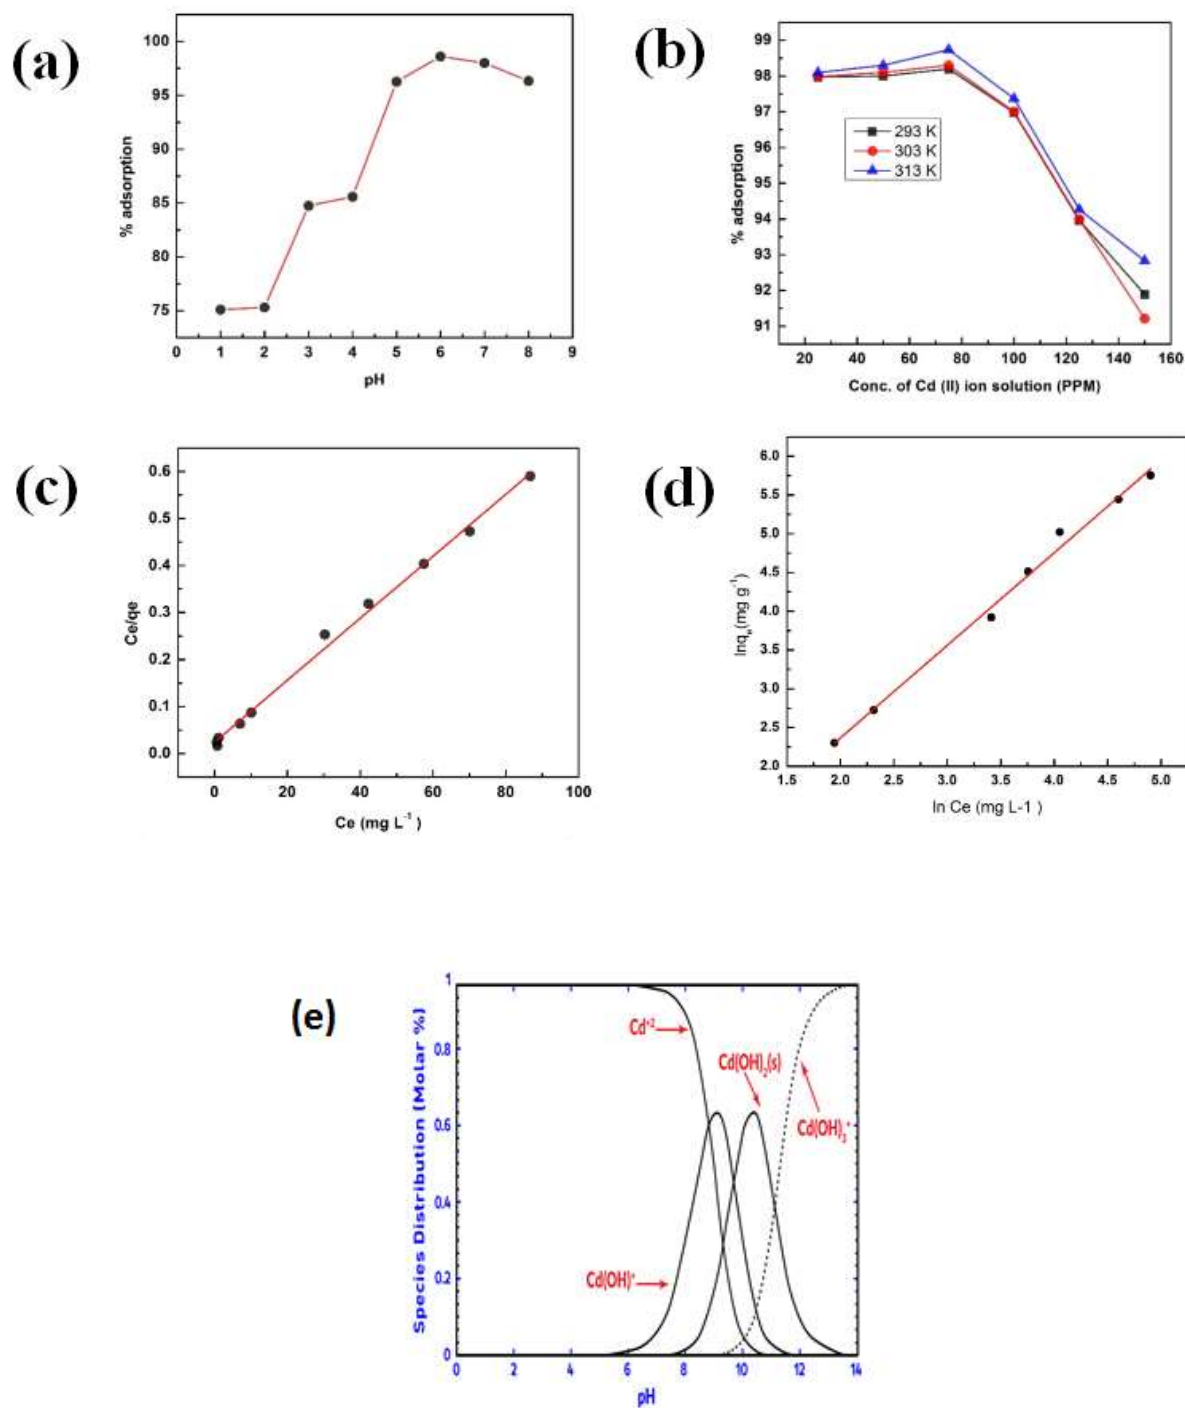 (a)
100
95
90
85
80
75
% adsorption
0 1 2 3 4 5 6 7 8 9
pH
(b)
99
98
97
96
95
94
93
92
91
% adsorption
293 K
303 K
313 K
20 40 60 80 100 120 140 160
Conc. of Cd (II) ion solution (PPM)
(c)
0.6
0.5
0.4
0.3
0.2
0.1
0.0
Ce/qe
0 20 40 60 80 100
Ce (mg L⁻¹ )
(d)
6.0
5.5
5.0
4.5
4.0
3.5
3.0
2.5
2.0
lnqₑ(mg g⁻¹)
1.5 2.0 2.5 3.0 3.5 4.0 4.5 5.0
ln Ce (mg L-1 )
(e)
1
0.8
0.6
0.4
0.2
0
Species Distribution (Molar %)
Cd⁺²
Cd(OH)₂(s)
Cd(OH)₃⁺
Cd(OH)⁺
0 2 4 6 8 10 12 14
pH